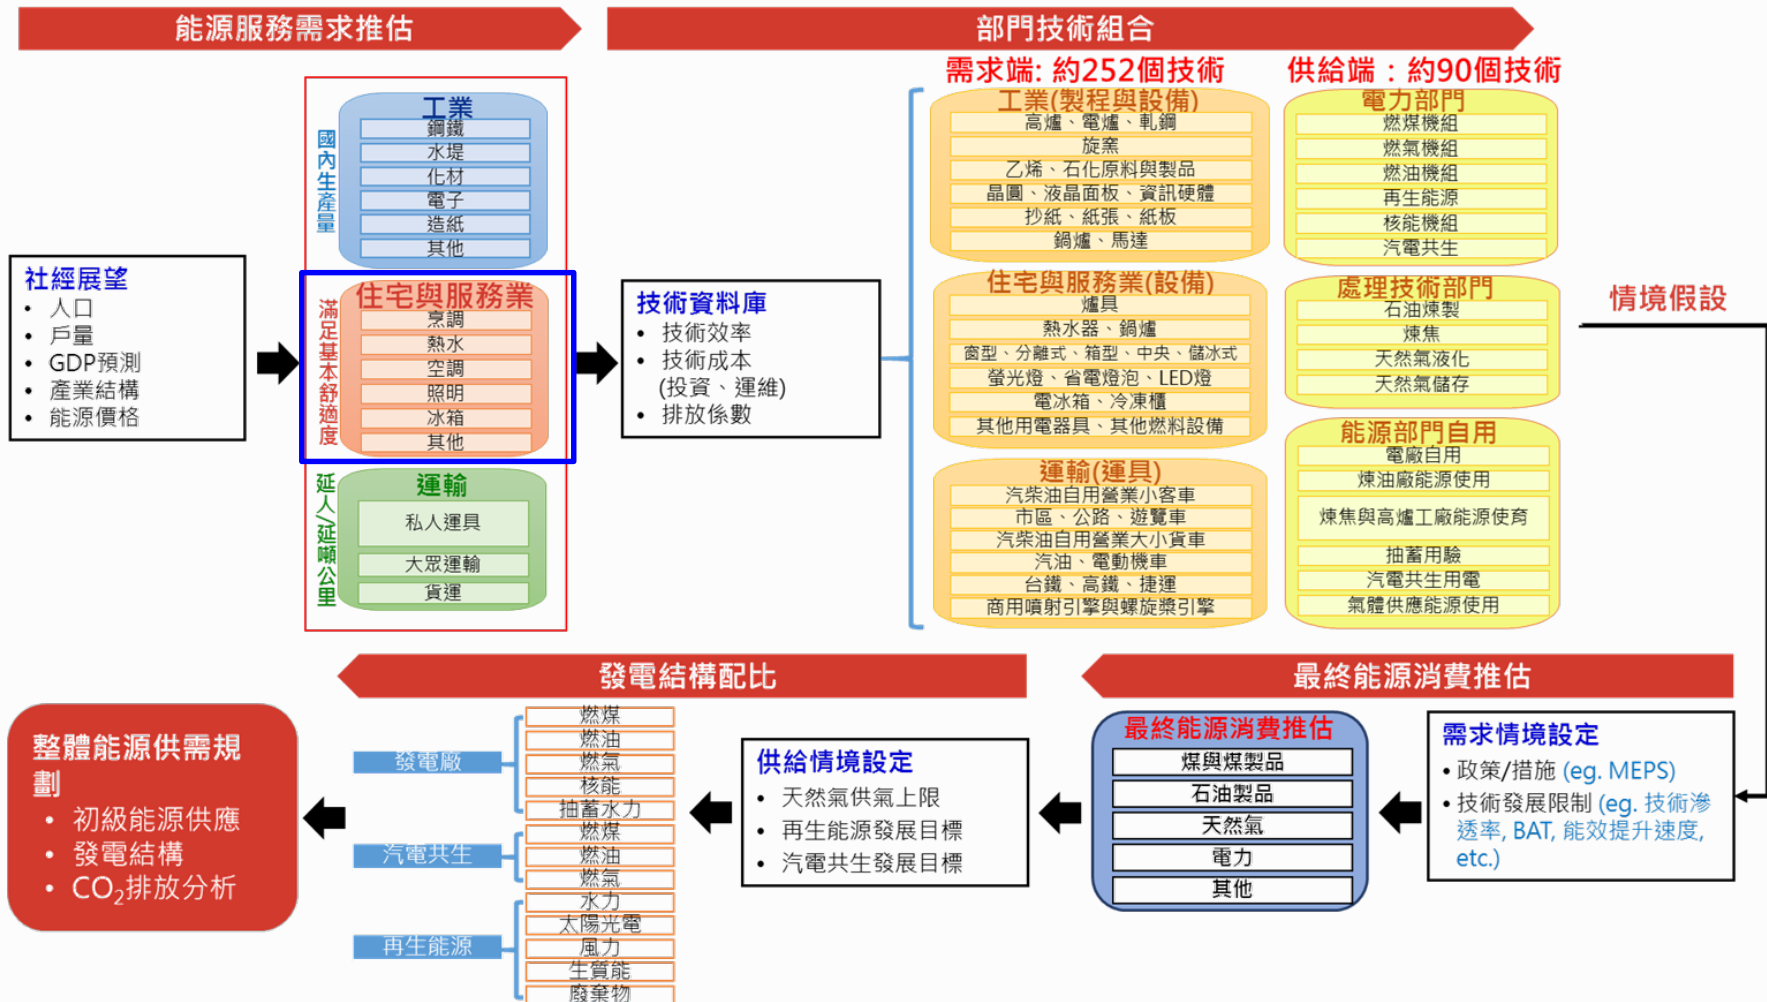 能源服務需求推估
部門技術組合
需求端: 約252個技術
供給端：約90個技術
社經展望
• 人口
• 戶量
• GDP預測
• 產業結構
• 能源價格
國內生產量
工業
鋼鐵
水堤
化材
電子
造紙
其他
滿足基本舒適度
住宅與服務業
烹調
熱水
空調
照明
冰箱
其他
延人/延噸公里
運輸
私人運具
大眾運輸
貨運
技術資料庫
• 技術效率
• 技術成本
(投資、運維)
• 排放係數
工業(製程與設備)
高爐、電爐、軋鋼
旋窯
乙烯、石化原料與製品
晶圓、液晶面板、資訊硬體
抄紙、紙張、紙板
鍋爐、馬達
住宅與服務業(設備)
爐具
熱水器、鍋爐
窗型、分離式、箱型、中央、儲冰式
螢光燈、省電燈泡、LED燈
電冰箱、冷凍櫃
其他用電器具、其他燃料設備
運輸(運具)
汽柴油自用營業小客車
市區、公路、遊覽車
汽柴油自用營業大小貨車
汽油、電動機車
台鐵、高鐵、捷運
商用噴射引擎與螺旋槳引擎
電力部門
燃煤機組
燃氣機組
燃油機組
再生能源
核能機組
汽電共生
處理技術部門
石油煉製
煉焦
天然氣液化
天然氣儲存
能源部門自用
電廠自用
煉油廠能源使用
煉焦與高爐工廠能源使育
抽蓄用驗
汽電共生用電
氣體供應能源使用
情境假設
最終能源消費推估
發電結構配比
需求情境設定
• 政策/措施 (eg. MEPS)
• 技術發展限制 (eg. 技術滲
透率, BAT, 能效提升速度,
etc.)
最終能源消費推估
煤與煤製品
石油製品
天然氣
電力
其他
供給情境設定
• 天然氣供氣上限
• 再生能源發展目標
• 汽電共生發展目標
發電廠
燃煤
燃油
燃氣
核能
抽蓄水力
汽電共生
燃煤
燃油
燃氣
再生能源
水力
太陽光電
風力
生質能
廢棄物
整體能源供需規
劃
• 初級能源供應
• 發電結構
• CO₂排放分析